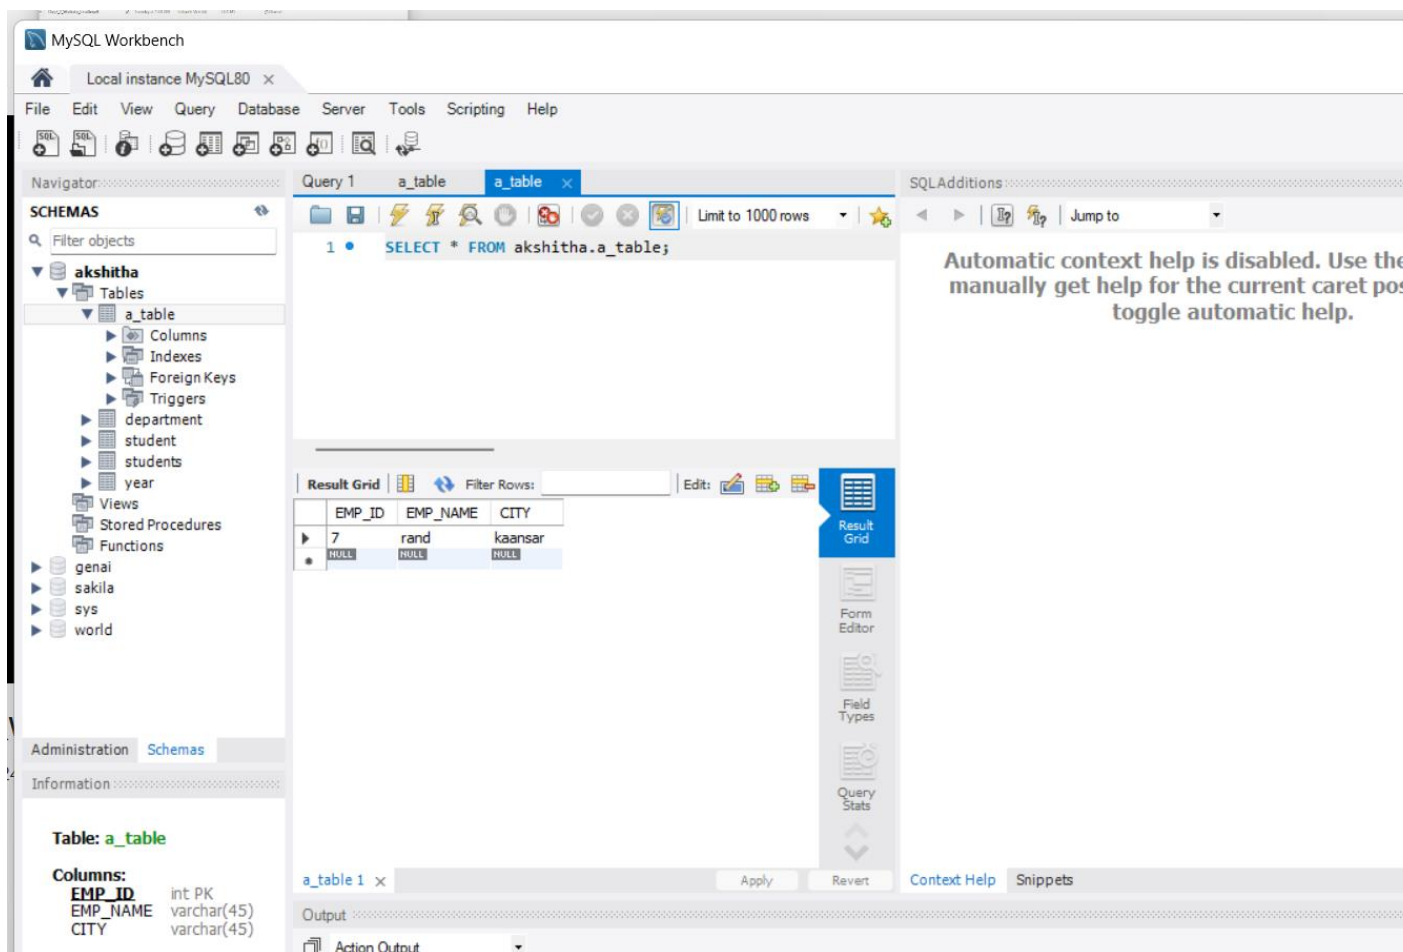 MySQL Workbench
Local instance MySQL80
File Edit View Query Database Server Tools Scripting Help
Navigator
SCHEMAS
Filter objects
akshitha
Tables
a_table
Columns
Indexes
Foreign Keys
Triggers
department
student
students
year
Views
Stored Procedures
Functions
genai
sakila
sys
world
Administration Schemas
Information
Table: a_table
Columns:
EMP_ID int PK
EMP_NAME varchar(45)
CITY varchar(45)
Query 1 a_table a_table
Limit to 1000 rows
1 SELECT * FROM akshitha.a_table;
Result Grid Filter Rows: Edit:
EMP_ID EMP_NAME CITY
7 rand kaansar
NULL NULL NULL
Result
Grid
Form
Editor
Field
Types
Query
Stats
a_table 1 Apply Revert
Output
Action Output
SQLAdditions
Jump to
Automatic context help is disabled. Use the
manually get help for the current caret pos
toggle automatic help.
Context Help Snippets